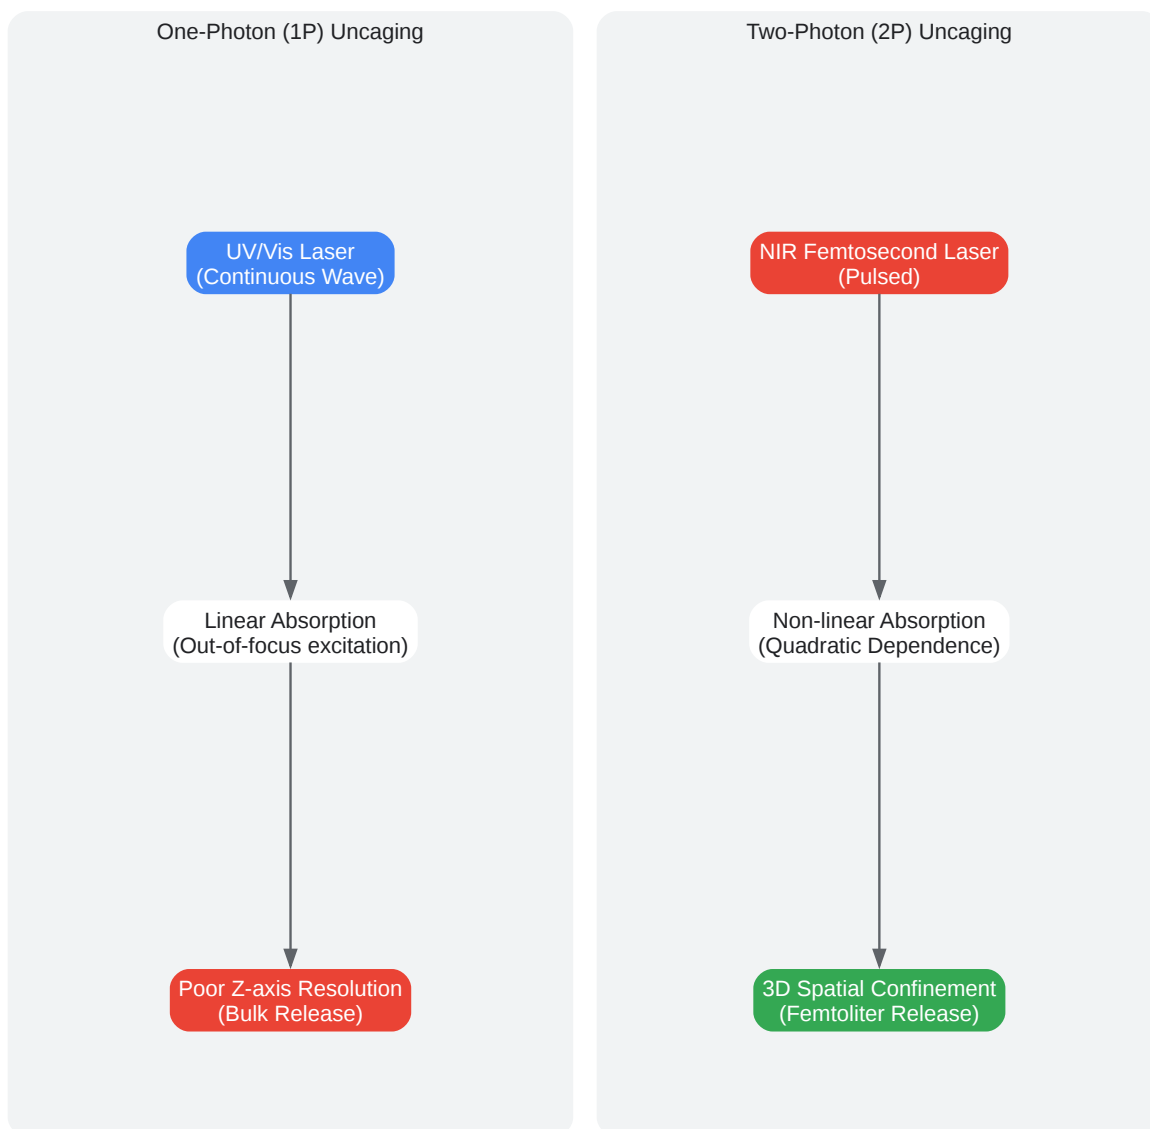 One-Photon (1P) Uncaging
UV/Vis Laser
(Continuous Wave)
Linear Absorption
(Out-of-focus excitation)
Poor Z-axis Resolution
(Bulk Release)
Two-Photon (2P) Uncaging
NIR Femtosecond Laser
(Pulsed)
Non-linear Absorption
(Quadratic Dependence)
3D Spatial Confinement
(Femtoliter Release)